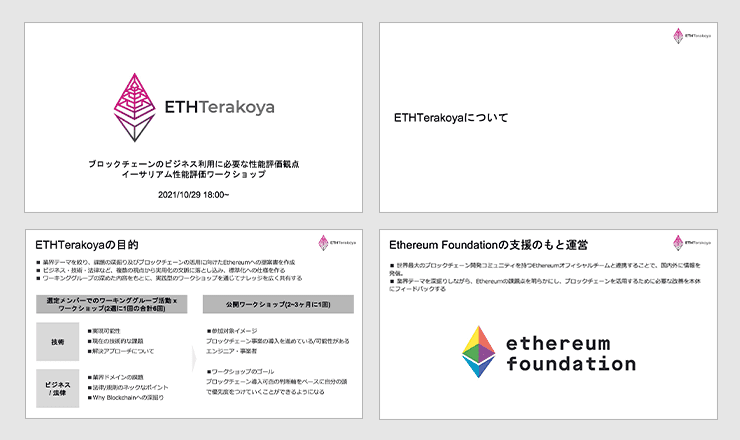 ETHTerakoya
ブロックチェーンのビジネス利用に必要な性能評価観点
イーサリアム性能評価ワークショップ
2021/10/29 18:00~
ETHTerakoya
ETHTerakoyaについて
ETHTerakoya
ETHTerakoyaの目的
■ 業界テーマを絞り、課題の深掘り及びブロックチェーンの活用に向けたEthereumへの提案書を作成
■ ビジネス・技術・法律など、複数の視点から実用化の文脈に落とし込み、標準化への仕様を作る
■ ワーキンググループの深めた内容をもとに、実践型のワークショップを通じてナレッジを広く共有する
選定メンバーでのワーキンググループ活動 x
ワークショップ(2週に1回の合計6回)
技術
■実現可能性
■現在の技術的な課題
■解決アプローチについて
ビジネス
/ 法律
■業界ドメインの課題
■法律/規則のネックなポイント
■Why Blockchainへの深掘り
公開ワークショップ(2~3ヶ月に1回)
■参加対象イメージ
ブロックチェーン事業の導入を進めている/可能性がある
エンジニア・事業者
■ワークショップのゴール
ブロックチェーン導入可否の判断軸をベースに自分の頭
で優先度をつけていくことができるようになる
ETHTerakoya
Ethereum Foundationの支援のもと運営
■ 世界最大のブロックチェーン開発コミュニティを持つEthereumオフィシャルチームと連携することで、国内外に情報を
発信。
■ 業界テーマを深掘りしながら、Ethereumの課題点を明らかにし、ブロックチェーンを活用するために必要な改善を本体
にフィードバックする
ethereum
foundation